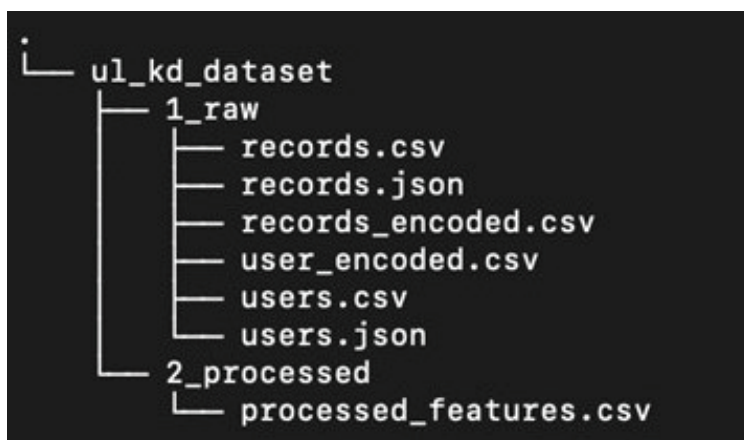 .
└── ul_kd_dataset
    ├── 1_raw
    │   ├── records.csv
    │   ├── records.json
    │   ├── records_encoded.csv
    │   ├── user_encoded.csv
    │   ├── users.csv
    │   └── users.json
    └── 2_processed
        └── processed_features.csv